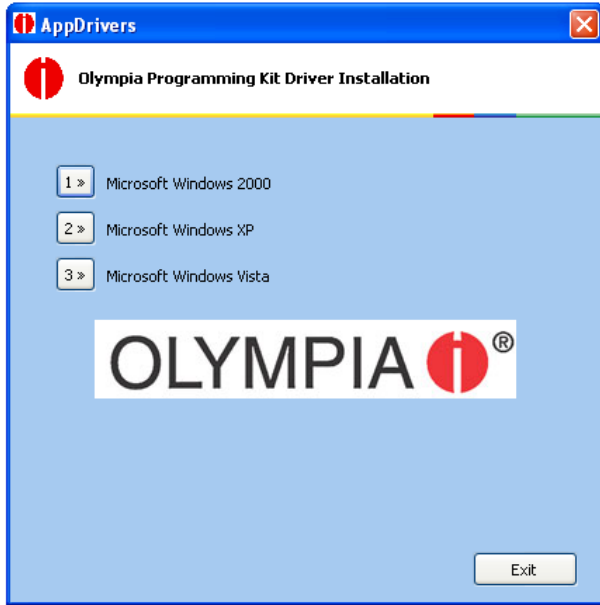 AppDrivers
Olympia Programming Kit Driver Installation
1 » Microsoft Windows 2000
2 » Microsoft Windows XP
3 » Microsoft Windows Vista
OLYMPIA i ®
Exit